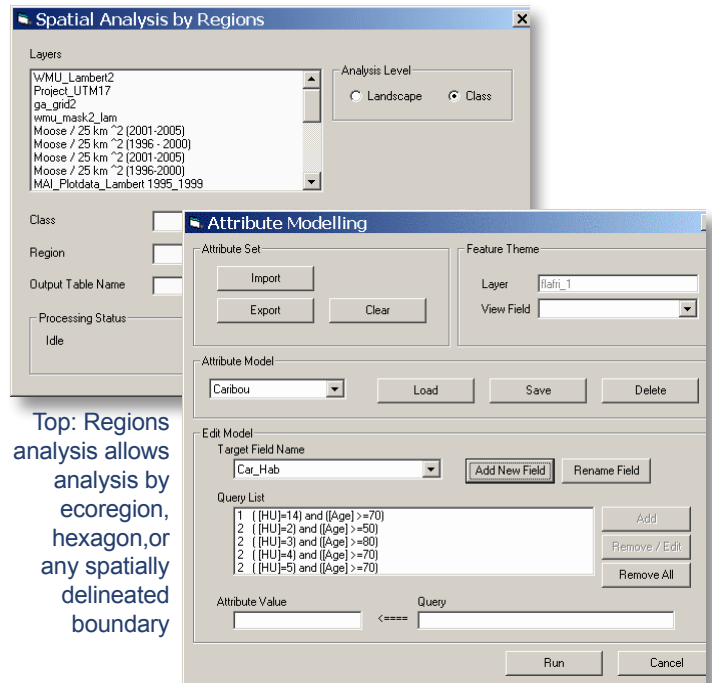 Spatial Analysis by Regions
Layers
WMU_Lambert2
Project_UTM17
ga_grid2
wmu_mask2_lam
Moose / 25 km ^2 (2001-2005)
Moose / 25 km ^2 (1996 - 2000)
Moose / 25 km ^2 (2001-2005)
Moose / 25 km ^2 (1996-2000)
MAI_Plotdata_Lambert 1995_1999
Analysis Level
Landscape Class
Class
Region
Output Table Name
Processing Status
Idle
Attribute Modelling
Attribute Set
Import
Export Clear
Feature Theme
Layer flafri_1
View Field
Attribute Model
Caribou Load Save Delete
Edit Model
Target Field Name
Car_Hab Add New Field Rename Field
Query List
1 ( [HU]=14) and ([Age] >=70)
2 ( [HU]=2) and ([Age] >=50)
2 ( [HU]=3) and ([Age] >=80)
2 ( [HU]=4) and ([Age] >=70)
2 ( [HU]=5) and ([Age] >=70)
Add
Remove / Edit
Remove All
Attribute Value Query
<====
Run Cancel
Top: Regions
analysis allows
analysis by
ecoregion,
hexagon,or
any spatially
delineated
boundary